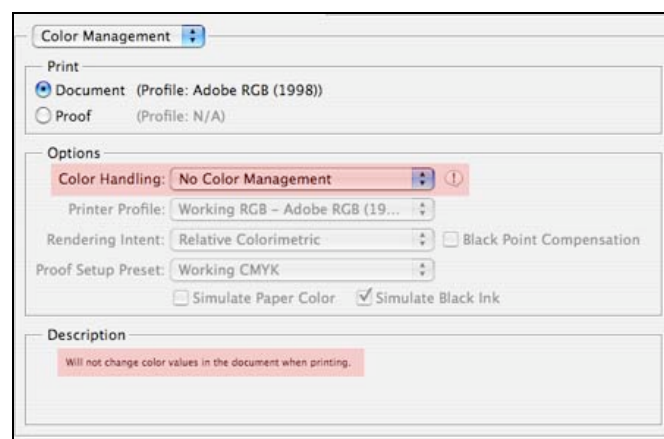 Color Management
Print
Document (Profile: Adobe RGB (1998))
Proof (Profile: N/A)
Options
Color Handling: No Color Management
Printer Profile: Working RGB - Adobe RGB (19...
Rendering Intent: Relative Colorimetric Black Point Compensation
Proof Setup Preset: Working CMYK
Simulate Paper Color Simulate Black Ink
Description
Will not change color values in the document when printing.